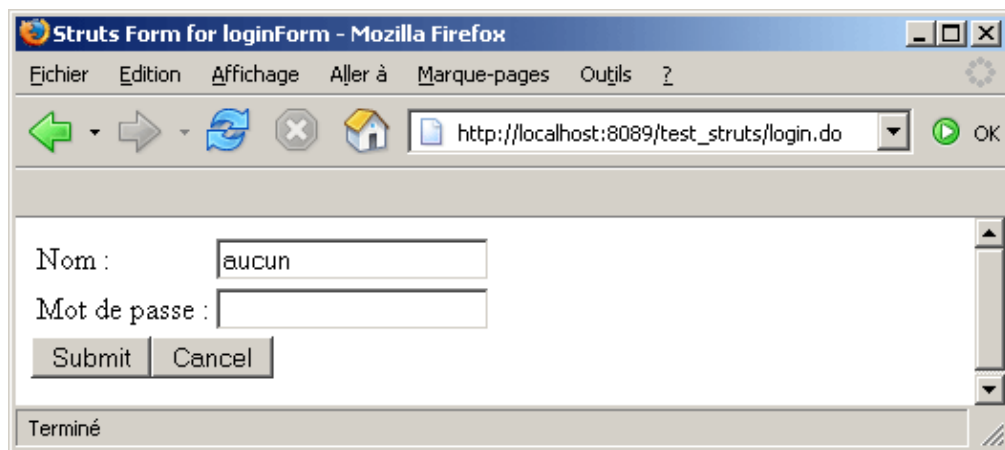 Struts Form for loginForm - Mozilla Firefox
Fichier Edition Affichage Aller à Marque-pages Outils ?
http://localhost:8089/test_struts/login.do OK
Nom : aucun
Mot de passe :
Submit Cancel
Terminé